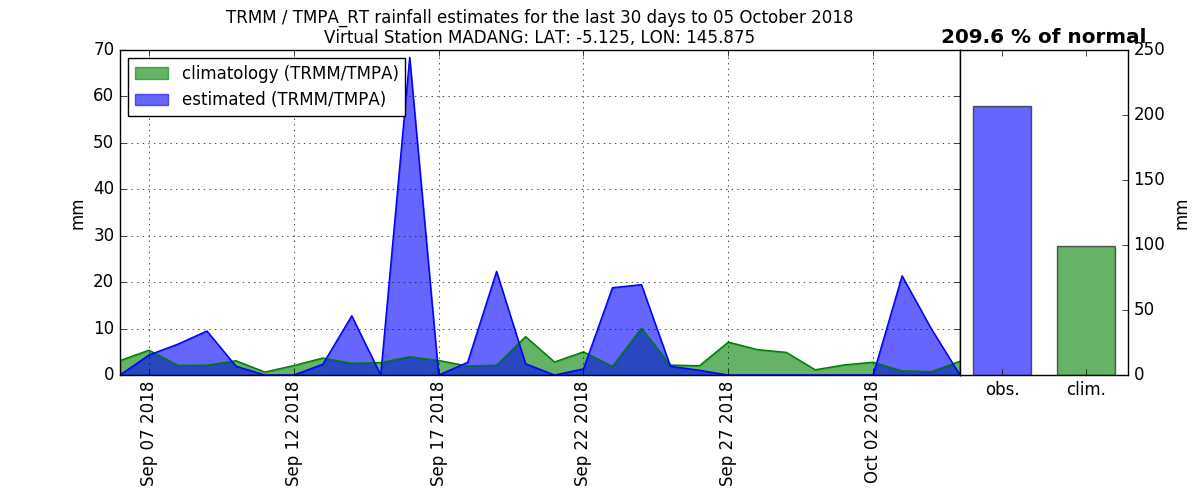 TRMM / TMPA_RT rainfall estimates for the last 30 days to 05 October 2018
Virtual Station MADANG: LAT: -5.125, LON: 145.875
209.6 % of normal
climatology (TRMM/TMPA)
estimated (TRMM/TMPA)
mm
70
60
50
40
30
20
10
0
Sep 07 2018
Sep 12 2018
Sep 17 2018
Sep 22 2018
Sep 27 2018
Oct 02 2018
250
200
150
100
50
0
mm
obs.
clim.